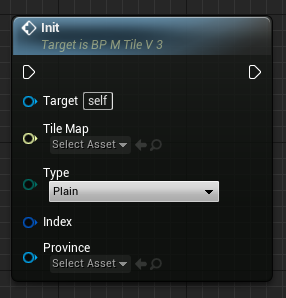 Init
Target is BP M Tile V 3
Target self
Tile Map
Select Asset
Type
Plain
Index
Province
Select Asset